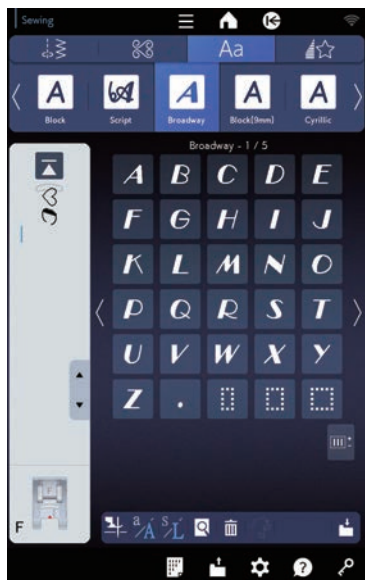 Sewing
Aa
A A A A A
Block Script Broadway Block(9mm) Cyrillic
Broadway - 1 / 5
A B C D E
F G H I J
K L M N O
P Q R S T
U V W X Y
Z .
F a/A S/L
?